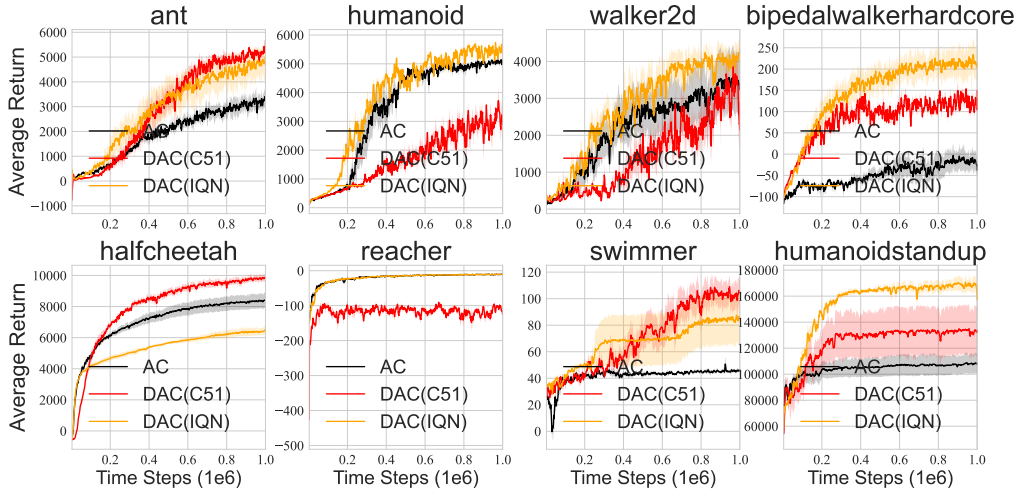 ant humanoid walker2d bipedalwalkerhardcore
Average Return
6000
5000
4000
3000
2000
1000
0
−1000
AC
DAC(C51)
DAC(IQN)
0.2 0.4 0.6 0.8 1.0
5000
4000
3000
2000
1000
0
AC
DAC(C51)
DAC(IQN)
0.2 0.4 0.6 0.8 1.0
4000
3000
2000
1000
0
AC
DAC(C51)
DAC(IQN)
0.2 0.4 0.6 0.8 1.0
250
200
150
100
50
0
−50
−100
AC
DAC(C51)
DAC(IQN)
0.2 0.4 0.6 0.8 1.0
halfcheetah reacher swimmer humanoidstandup
Average Return
10000
8000
6000
4000
2000
0
AC
DAC(C51)
DAC(IQN)
0.2 0.4 0.6 0.8 1.0
Time Steps (1e6)
0
−100
−200
−300
−400
−500
AC
DAC(C51)
DAC(IQN)
0.2 0.4 0.6 0.8 1.0
Time Steps (1e6)
120
100
80
60
40
20
0
AC
DAC(C51)
DAC(IQN)
0.2 0.4 0.6 0.8 1.0
Time Steps (1e6)
180000
160000
140000
120000
100000
80000
60000
AC
DAC(C51)
DAC(IQN)
0.2 0.4 0.6 0.8 1.0
Time Steps (1e6)